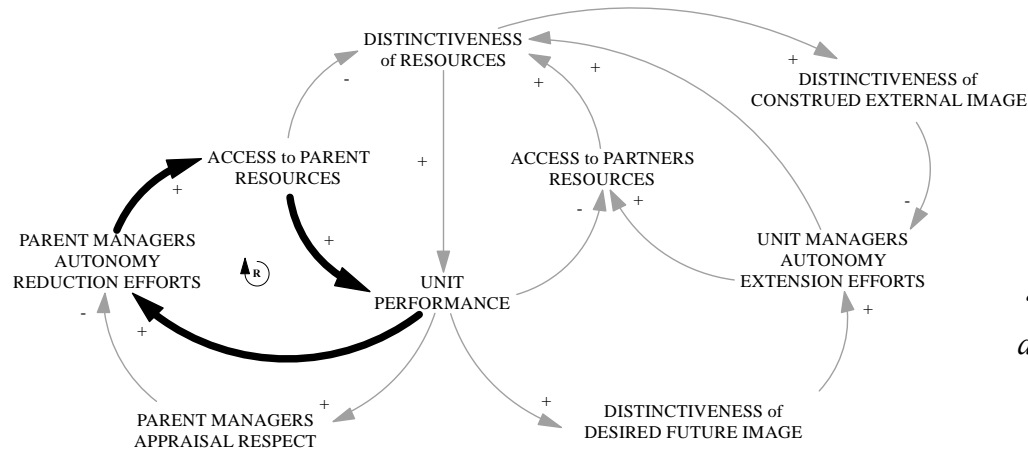 DISTINCTIVENESS
of RESOURCES
+
-
+
+
DISTINCTIVENESS of
CONSTRUED EXTERNAL IMAGE
ACCESS to PARENT
RESOURCES
+
+
ACCESS to PARTNERS
RESOURCES
-
+
-
PARENT MANAGERS
AUTONOMY
REDUCTION EFFORTS
+
R
UNIT
PERFORMANCE
UNIT MANAGERS
AUTONOMY
EXTENSION EFFORTS
-
+
+
PARENT MANAGERS
APPRAISAL RESPECT
+
+
DISTINCTIVENESS of
DESIRED FUTURE IMAGE